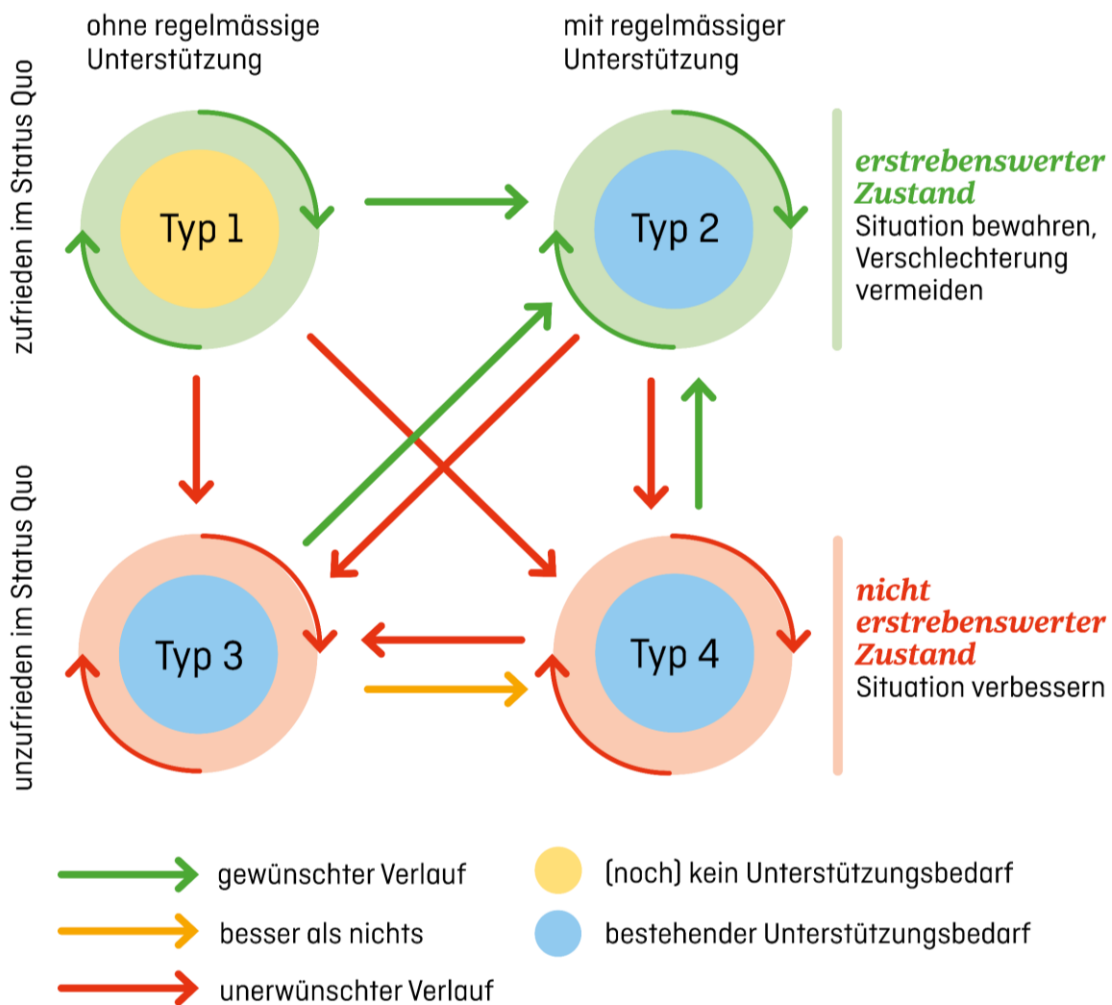 ohne regelmässige
Unterstützung
mit regelmässiger
Unterstützung
zufrieden im Status Quo
Typ 1
Typ 2
erstrebenswerter
Zustand
Situation bewahren,
Verschlechterung
vermeiden
unzufrieden im Status Quo
Typ 3
Typ 4
nicht
erstrebenswerter
Zustand
Situation verbessern
gewünschter Verlauf
besser als nichts
unerwünschter Verlauf
(noch) kein Unterstützungsbedarf
bestehender Unterstützungsbedarf